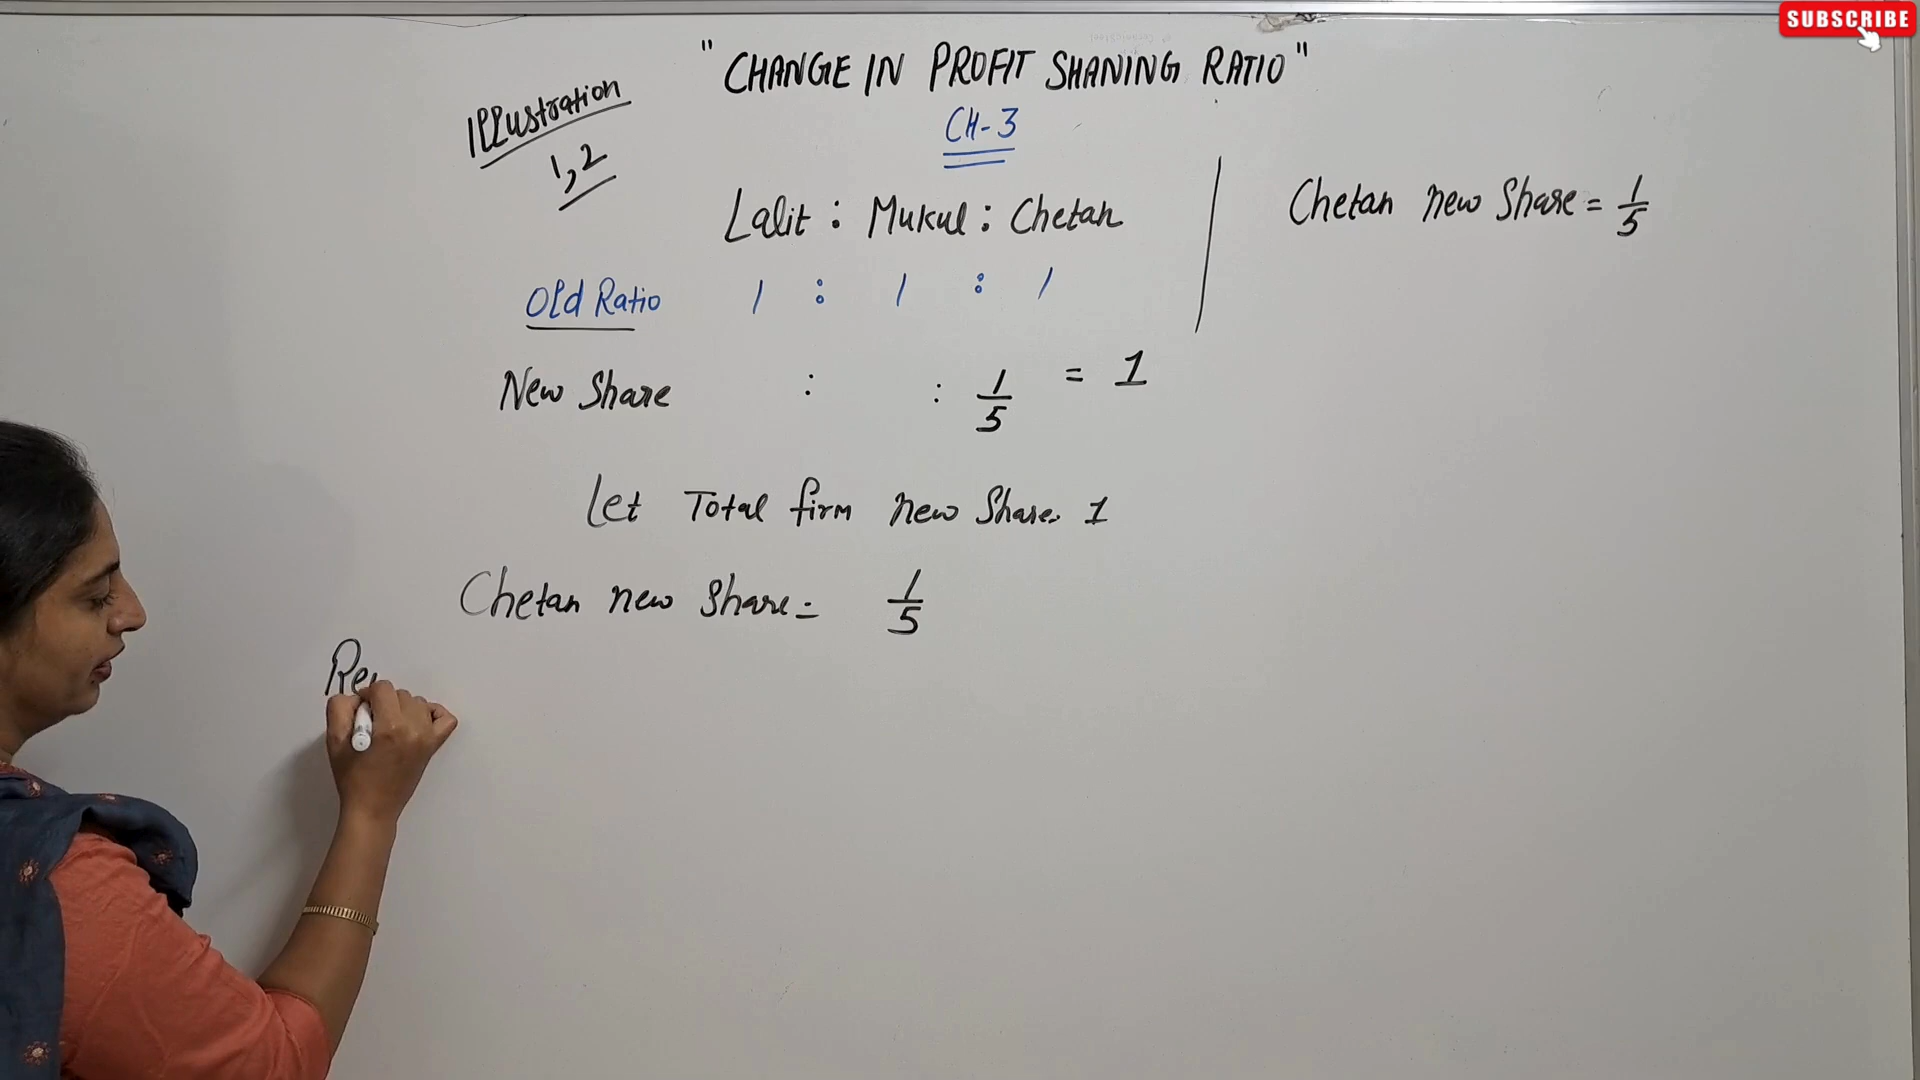 SUBSCRIBE
"CHANGE IN PROFIT SHANING RATIO"
Illustration
1,2
CH-3
Lalit : Mukul : Chetan
Chetan new Share = 1/5
Old Ratio 1 : 1 : 1
New Share : : 1/5 = 1
Let Total firm new Share = 1
Chetan new Share = 1/5
Re